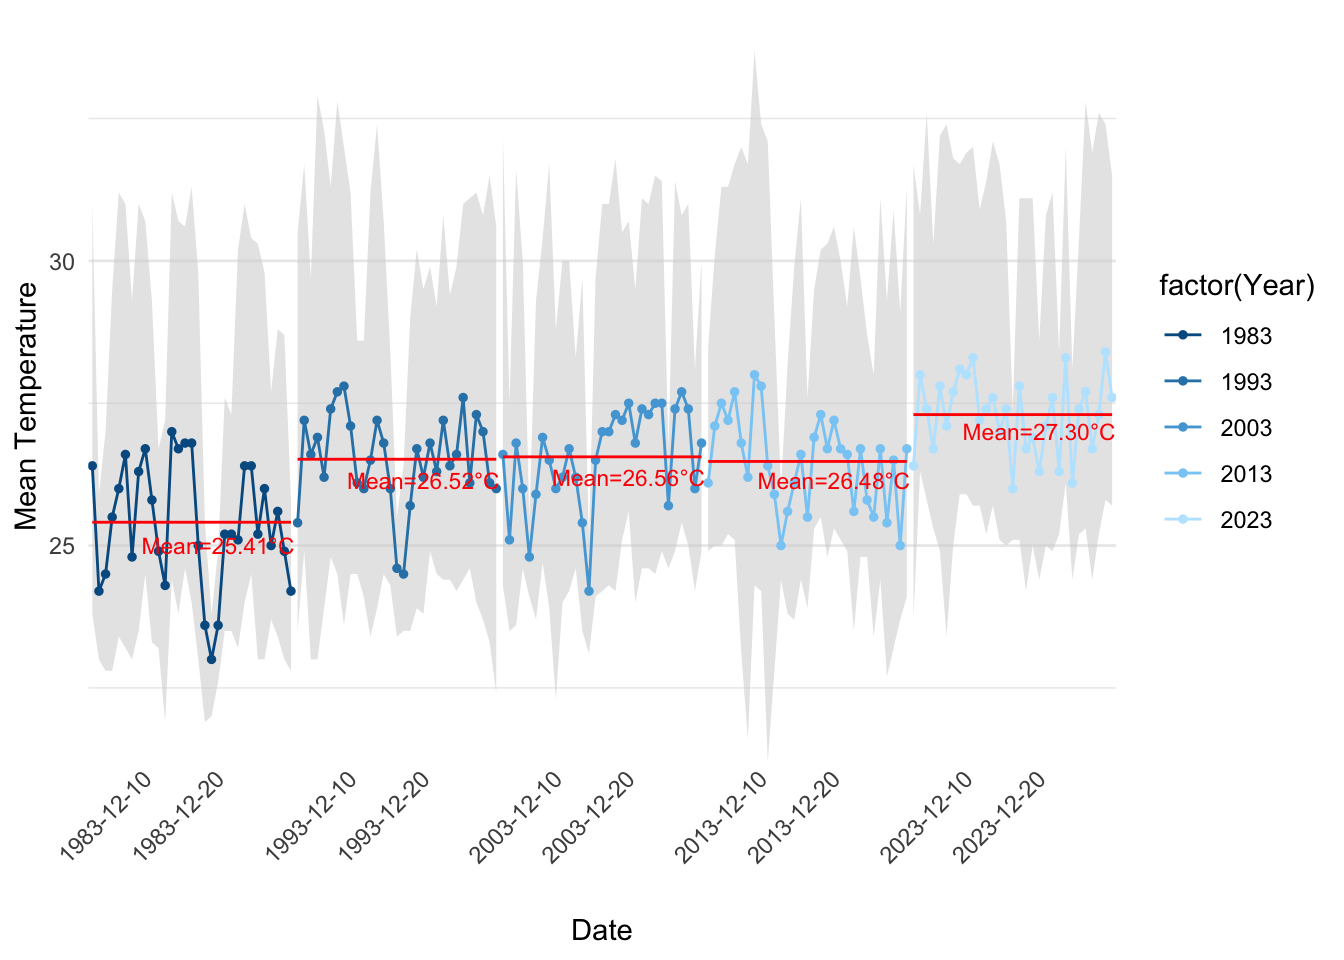 Mean Temperature
30
25
Mean=25.41°C
Mean=26.52°C
Mean=26.56°C
Mean=26.48°C
Mean=27.30°C
1983-12-10
1983-12-20
1993-12-10
1993-12-20
2003-12-10
2003-12-20
2013-12-10
2013-12-20
2023-12-10
2023-12-20
Date
factor(Year)
1983
1993
2003
2013
2023